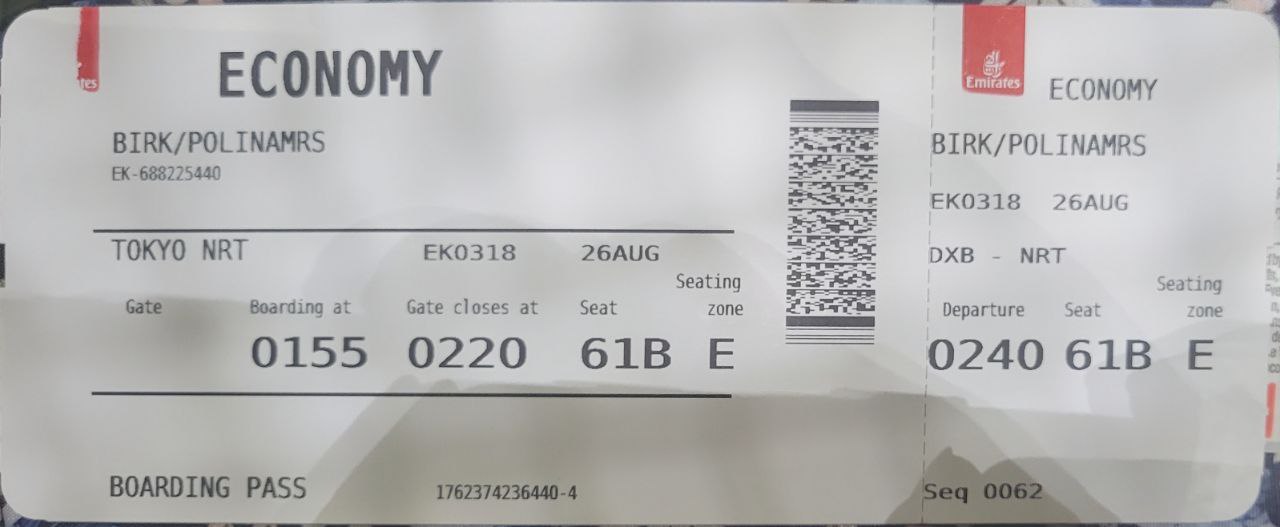 ECONOMY
BIRK/POLINAMRS
EK-688225440
TOKYO NRT EK0318 26AUG
Gate Boarding at Gate closes at Seat Seating zone
0155 0220 61B E
BOARDING PASS 1762374236440-4
Emirates
ECONOMY
BIRK/POLINAMRS
EK0318 26AUG
DXB - NRT
Departure Seat Seating zone
0240 61B E
Seq 0062